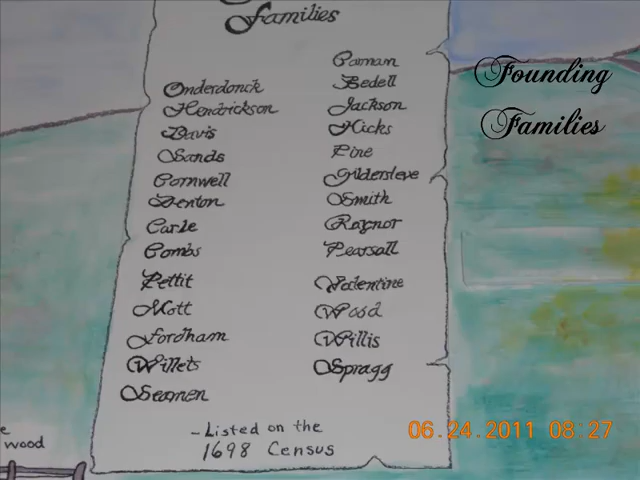 Families
Onderdonck
Hendrickson
Davis
Sands
Cornwell
Denton
Carle
Combs
Pettit
Mott
Fordham
Willets
Seamen
Carman
Bedell
Jackson
Hicks
Pine
Gildersleve
Smith
Raynor
Pearsall
Valentine
Wood
Willis
Spragg
- Listed on the
1698 Census
Founding
Families
e
wood
06.24.2011 08:27